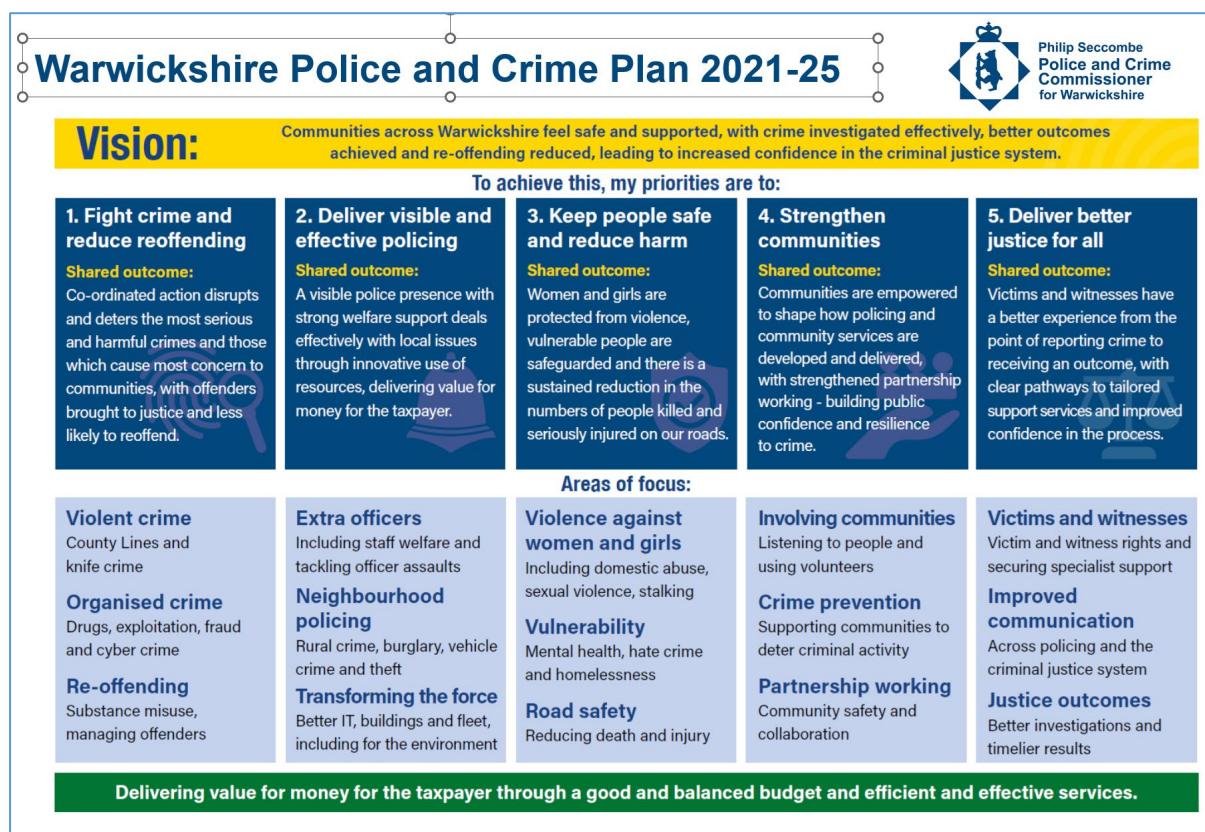 Warwickshire Police and Crime Plan 2021-25
Philip Seccombe
Police and Crime
Commissioner
for Warwickshire
Vision:
Communities across Warwickshire feel safe and supported, with crime investigated effectively, better outcomes
achieved and re-offending reduced, leading to increased confidence in the criminal justice system.
To achieve this, my priorities are to:
1. Fight crime and
reduce reoffending
Shared outcome:
Co-ordinated action disrupts
and deters the most serious
and harmful crimes and those
which cause most concern to
communities, with offenders
brought to justice and less
likely to reoffend.
2. Deliver visible and
effective policing
Shared outcome:
A visible police presence with
strong welfare support deals
effectively with local issues
through innovative use of
resources, delivering value for
money for the taxpayer.
3. Keep people safe
and reduce harm
Shared outcome:
Women and girls are
protected from violence,
vulnerable people are
safeguarded and there is a
sustained reduction in the
numbers of people killed and
seriously injured on our roads.
4. Strengthen
communities
Shared outcome:
Communities are empowered
to shape how policing and
community services are
developed and delivered,
with strengthened partnership
working - building public
confidence and resilience
to crime.
5. Deliver better
justice for all
Shared outcome:
Victims and witnesses have
a better experience from the
point of reporting crime to
receiving an outcome, with
clear pathways to tailored
support services and improved
confidence in the process.
Areas of focus:
Violent crime
County Lines and
knife crime
Organised crime
Drugs, exploitation, fraud
and cyber crime
Re-offending
Substance misuse,
managing offenders
Extra officers
Including staff welfare and
tackling officer assaults
Neighbourhood
policing
Rural crime, burglary, vehicle
crime and theft
Transforming the force
Better IT, buildings and fleet,
including for the environment
Violence against
women and girls
Including domestic abuse,
sexual violence, stalking
Vulnerability
Mental health, hate crime
and homelessness
Road safety
Reducing death and injury
Involving communities
Listening to people and
using volunteers
Crime prevention
Supporting communities to
deter criminal activity
Partnership working
Community safety and
collaboration
Victims and witnesses
Victim and witness rights and
securing specialist support
Improved
communication
Across policing and the
criminal justice system
Justice outcomes
Better investigations and
timelier results
Delivering value for money for the taxpayer through a good and balanced budget and efficient and effective services.